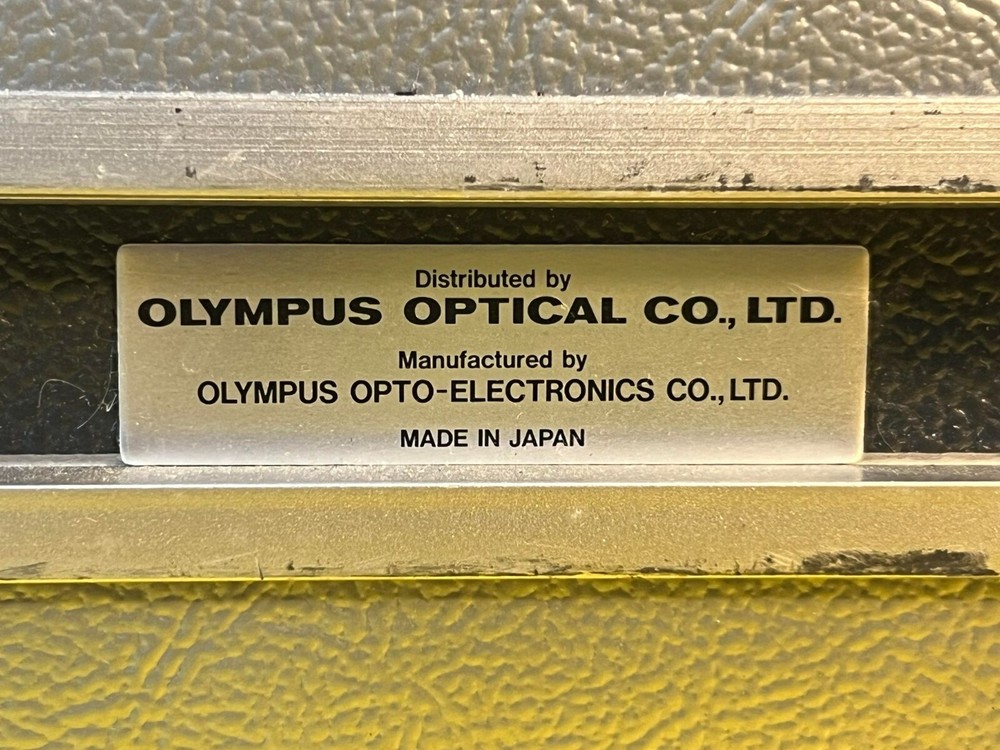 Distributed by
OLYMPUS OPTICAL CO., LTD.
Manufactured by
OLYMPUS OPTO-ELECTRONICS CO., LTD.
MADE IN JAPAN